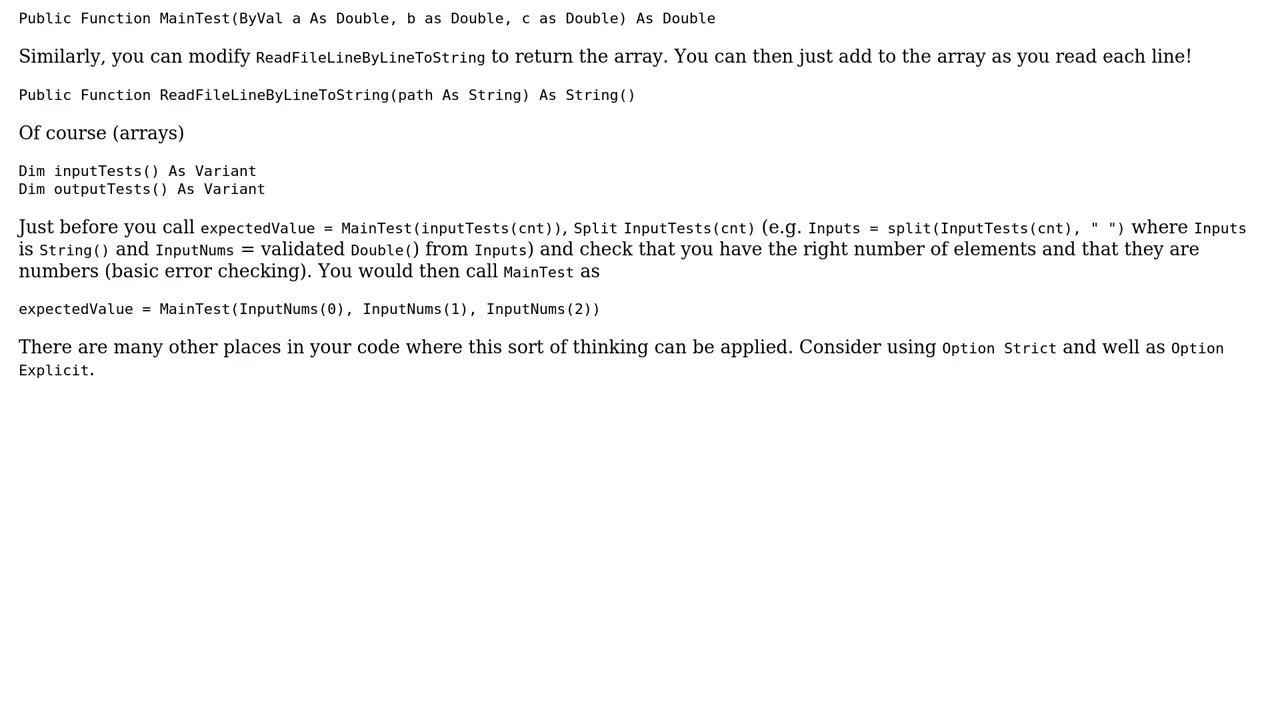 Public Function MainTest(ByVal a As Double, b as Double, c as Double) As Double
Similarly, you can modify ReadFileLineByLineToString to return the array. You can then just add to the array as you read each line!
Public Function ReadFileLineByLineToString(path As String) As String()
Of course (arrays)
Dim inputTests() As Variant
Dim outputTests() As Variant
Just before you call expectedValue = MainTest(inputTests(cnt)), Split InputTests(cnt) (e.g. Inputs = split(InputTests(cnt), " ") where Inputs
is String() and InputNums = validated Double() from Inputs) and check that you have the right number of elements and that they are
numbers (basic error checking). You would then call MainTest as
expectedValue = MainTest(InputNums(0), InputNums(1), InputNums(2))
There are many other places in your code where this sort of thinking can be applied. Consider using Option Strict and well as Option
Explicit.